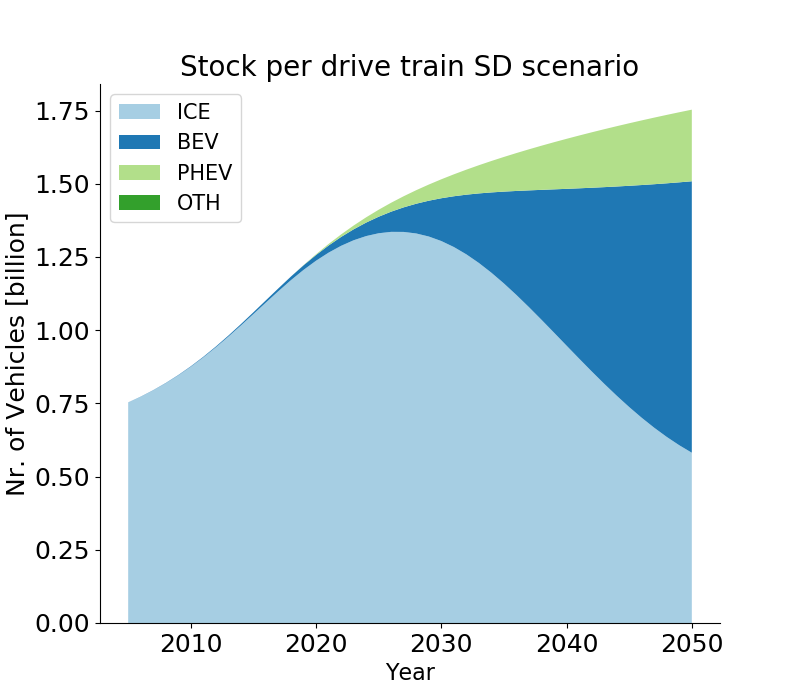 Stock per drive train SD scenario
ICE
BEV
PHEV
OTH
Nr. of Vehicles [billion]
1.75
1.50
1.25
1.00
0.75
0.50
0.25
0.00
2010 2020 2030 2040 2050
Year